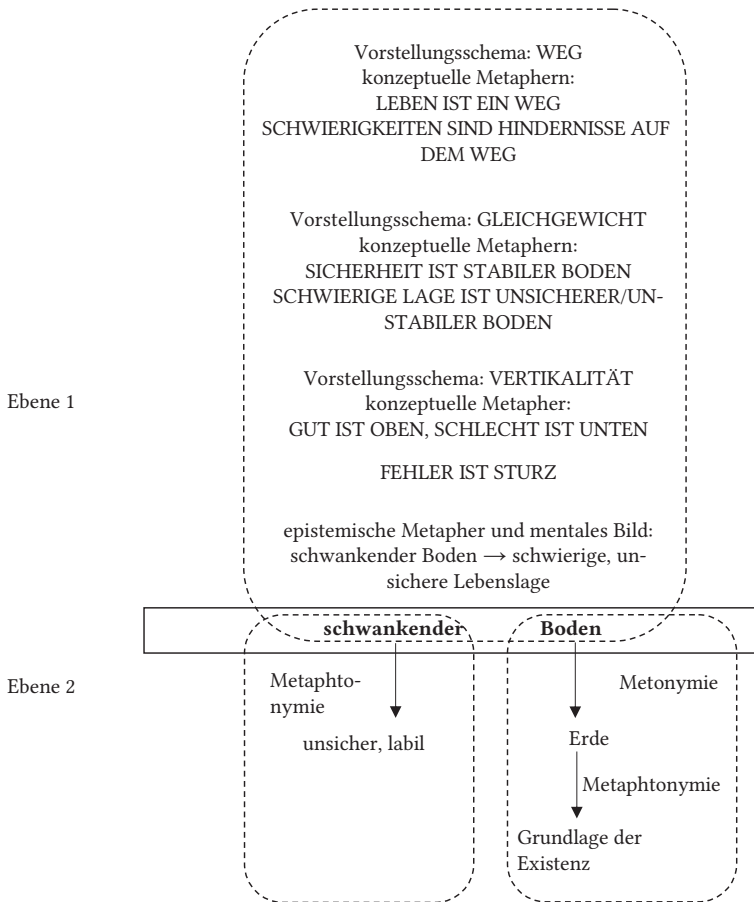 Vorstellungsschema: WEG
konzeptuelle Metaphern:
LEBEN IST EIN WEG
SCHWIERIGKEITEN SIND HINDERNISSE AUF
DEM WEG
Vorstellungsschema: GLEICHGEWICHT
konzeptuelle Metaphern:
SICHERHEIT IST STABILER BODEN
SCHWIERIGE LAGE IST UNSICHERER/UN-
STABILER BODEN
Vorstellungsschema: VERTIKALITÄT
Ebene 1
konzeptuelle Metapher:
GUT IST OBEN, SCHLECHT IST UNTEN
FEHLER IST STURZ
epistemische Metapher und mentales Bild:
schwankender Boden → schwierige, un-
sichere Lebenslage
schwankender Boden
Ebene 2
Metaphto-
nymie
unsicher, labil
Metonymie
Erde
Metaphtonymie
Grundlage der
Existenz